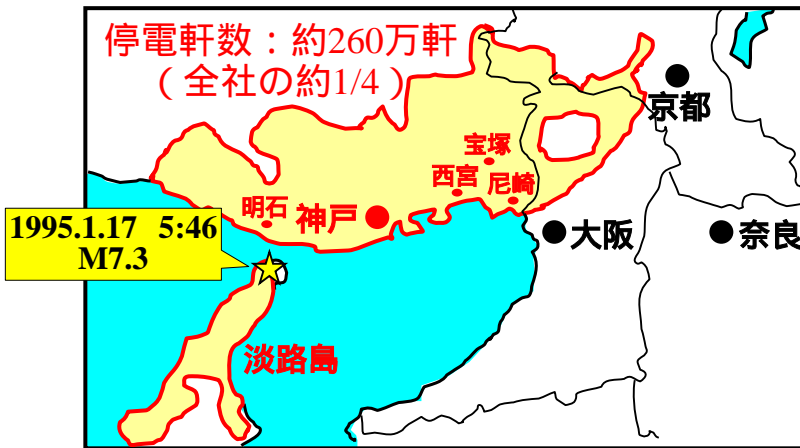 停電軒数：約260万軒
（全社の約1/4）
京都
宝塚
西宮
尼崎
明石
神戸
1995.1.17 5:46
M7.3
大阪
奈良
淡路島